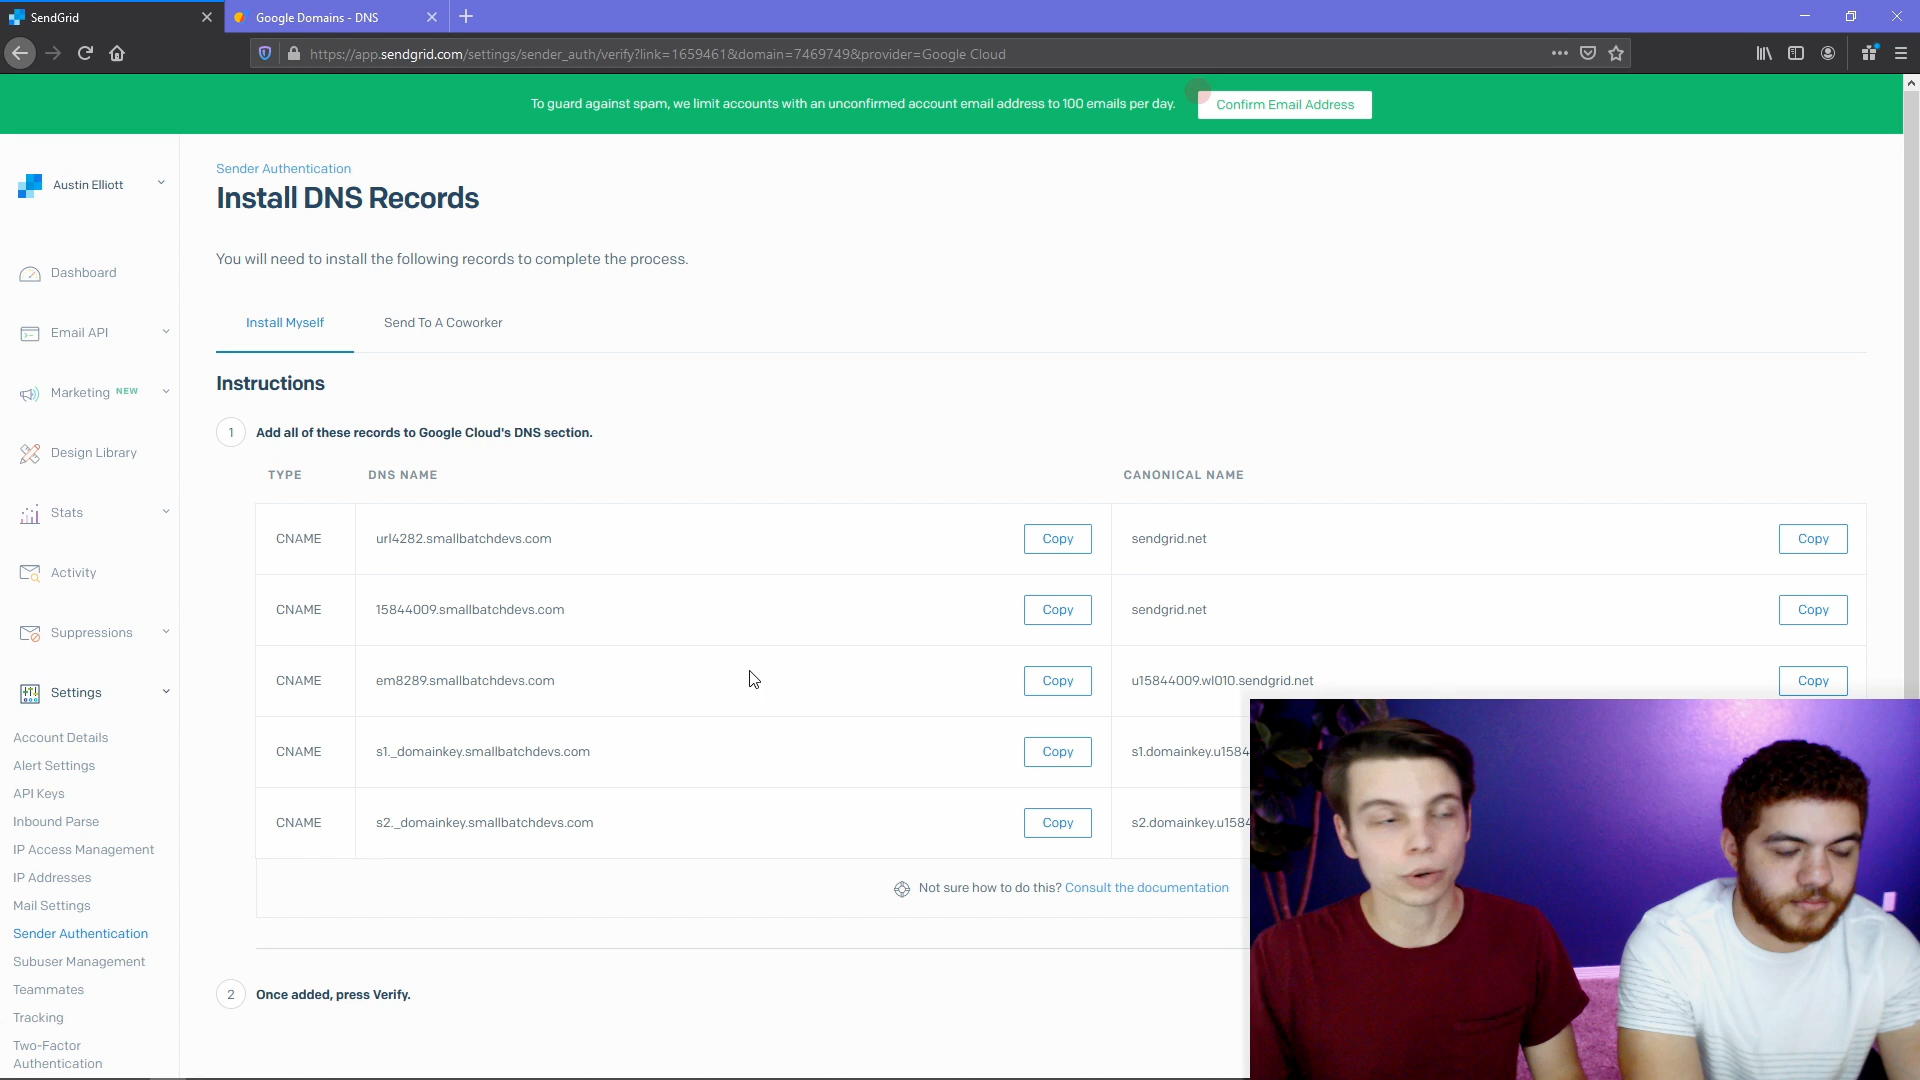 SendGrid
Google Domains - DNS
https://app.sendgrid.com/settings/sender_auth/verify?link=1659461&domain=7469749&provider=Google Cloud
To guard against spam, we limit accounts with an unconfirmed account email address to 100 emails per day.
Confirm Email Address
Austin Elliott
Dashboard
Email API
Marketing NEW
Design Library
Stats
Activity
Suppressions
Settings
Account Details
Alert Settings
API Keys
Inbound Parse
IP Access Management
IP Addresses
Mail Settings
Sender Authentication
Subuser Management
Teammates
Tracking
Two-Factor
Authentication
Sender Authentication
Install DNS Records
You will need to install the following records to complete the process.
Install Myself
Send To A Coworker
Instructions
1 Add all of these records to Google Cloud's DNS section.
TYPE DNS NAME CANONICAL NAME
CNAME url4282.smallbatchdevs.com Copy sendgrid.net Copy
CNAME 15844009.smallbatchdevs.com Copy sendgrid.net Copy
CNAME em8289.smallbatchdevs.com Copy u15844009.wl010.sendgrid.net Copy
CNAME s1._domainkey.smallbatchdevs.com Copy s1.domainkey.u1584
CNAME s2._domainkey.smallbatchdevs.com Copy s2.domainkey.u1584
Not sure how to do this? Consult the documentation
2 Once added, press Verify.